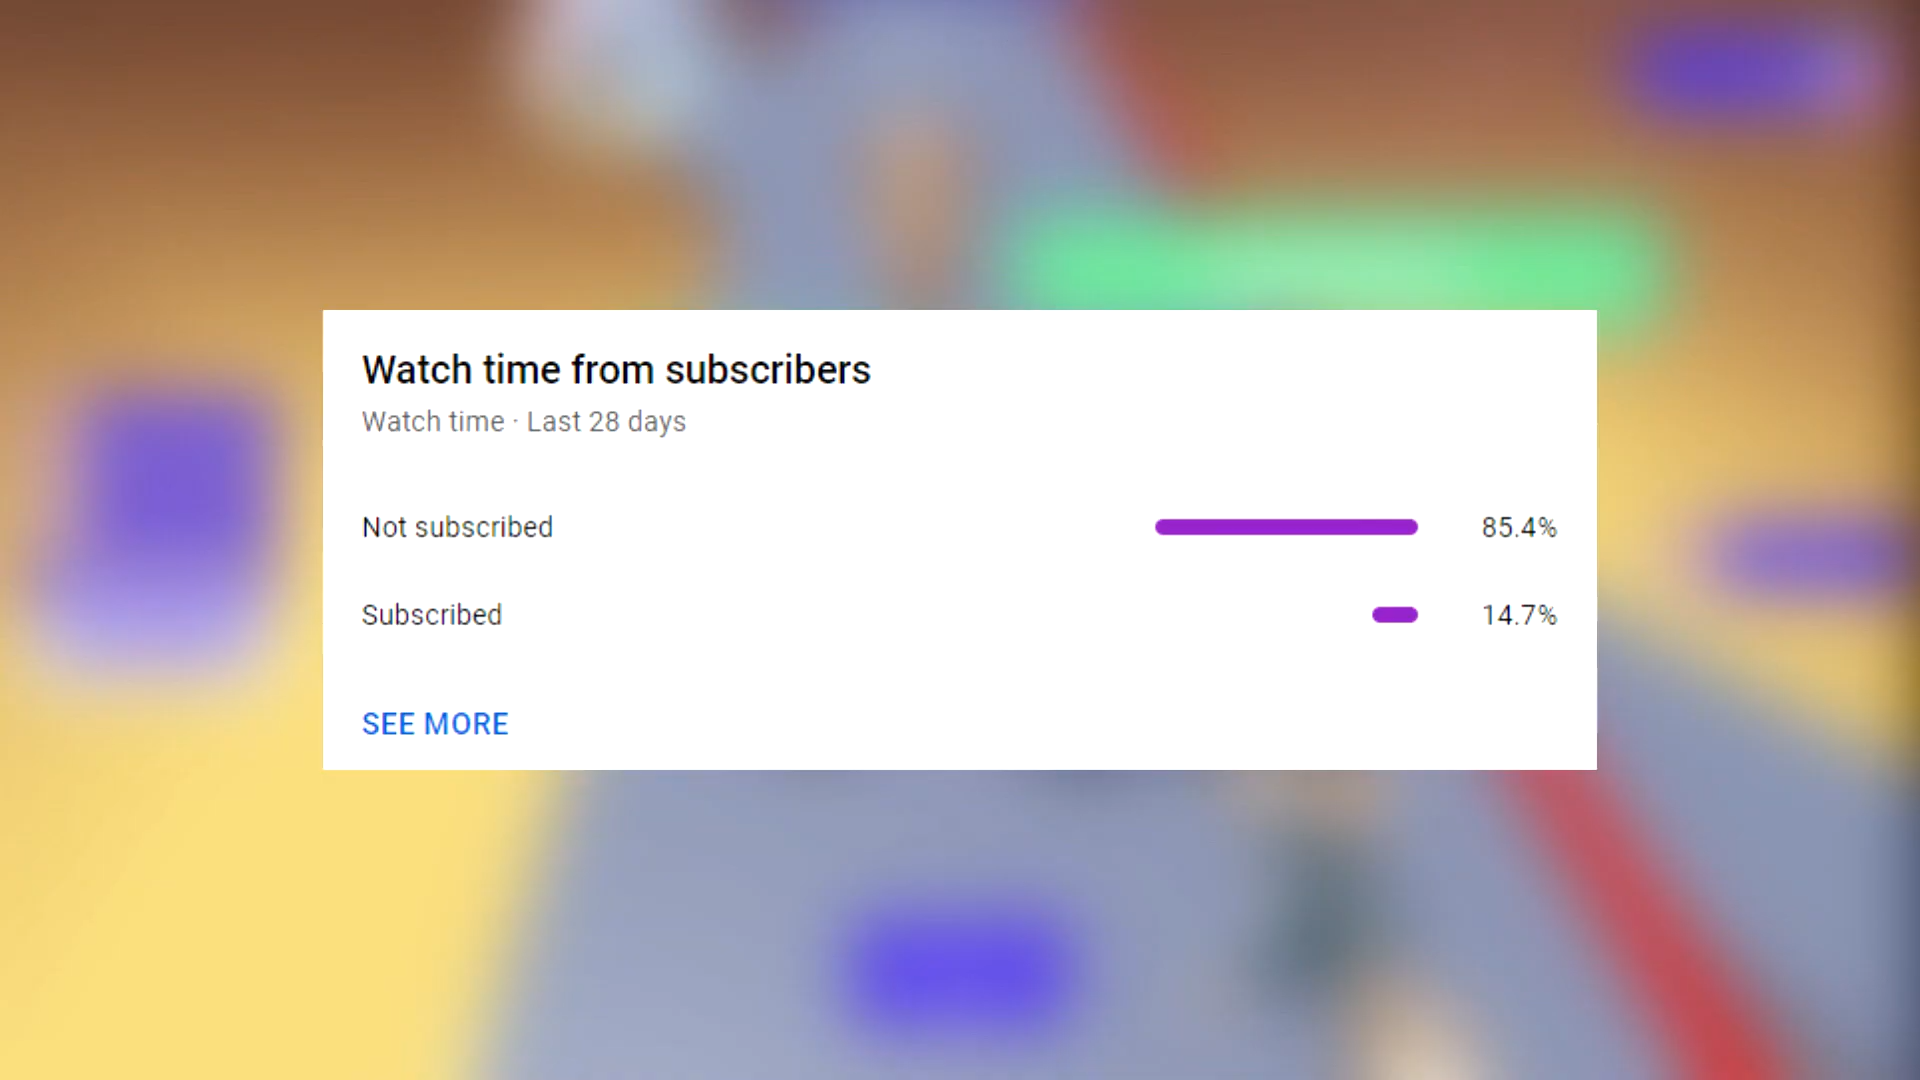 Watch time from subscribers
Watch time · Last 28 days
Not subscribed 85.4%
Subscribed 14.7%
SEE MORE